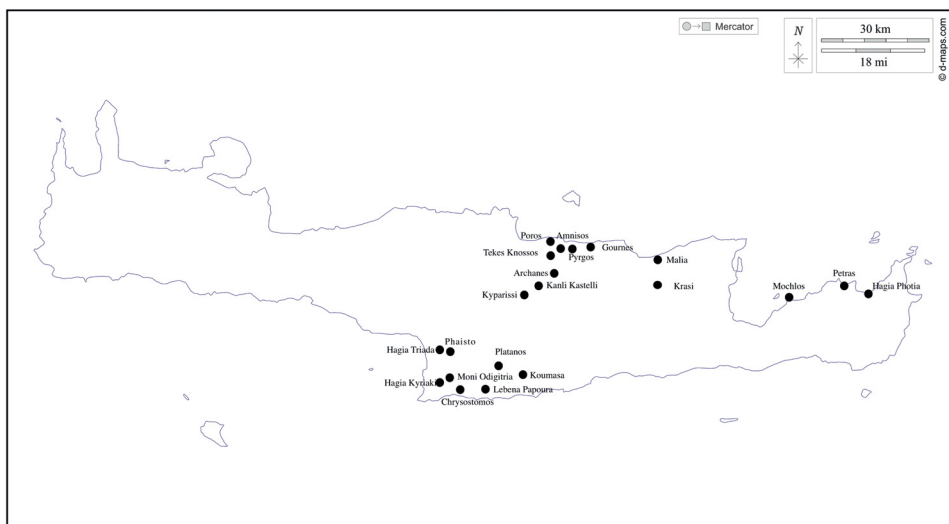 Mercator
N
30 km
18 mi
© d-maps.com
Poros
Amnisos
Tekes Knossos
Pyrgos
Gournes
Malia
Archanes
Kanli Kastelli
Kyparissi
Krasi
Mochlos
Petras
Hagia Photia
Hagia Triada
Phaisto
Platanos
Moni Odigitria
Koumasa
Hagia Kyriaki
Lebena Papoura
Chrysostomos